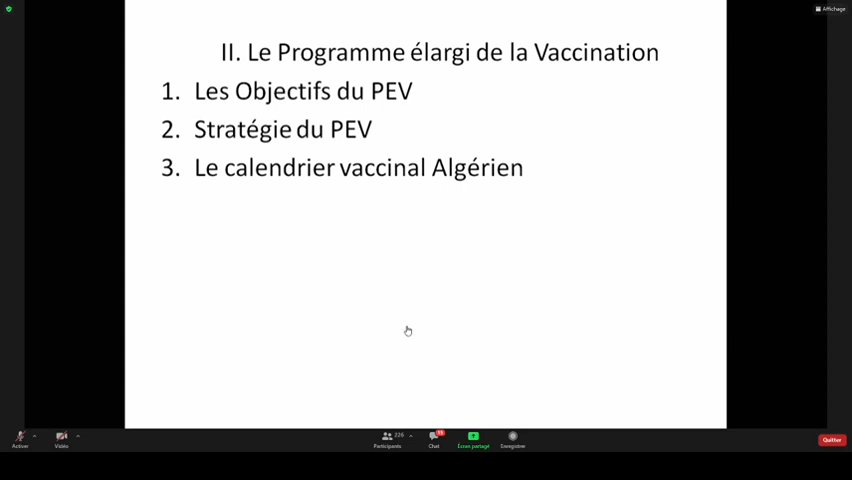 Affichage
II. Le Programme élargi de la Vaccination
1. Les Objectifs du PEV
2. Stratégie du PEV
3. Le calendrier vaccinal Algérien
Activer
Vidéo
226
Participants
Chat
Écran partagé
Enregistrer
Quitter